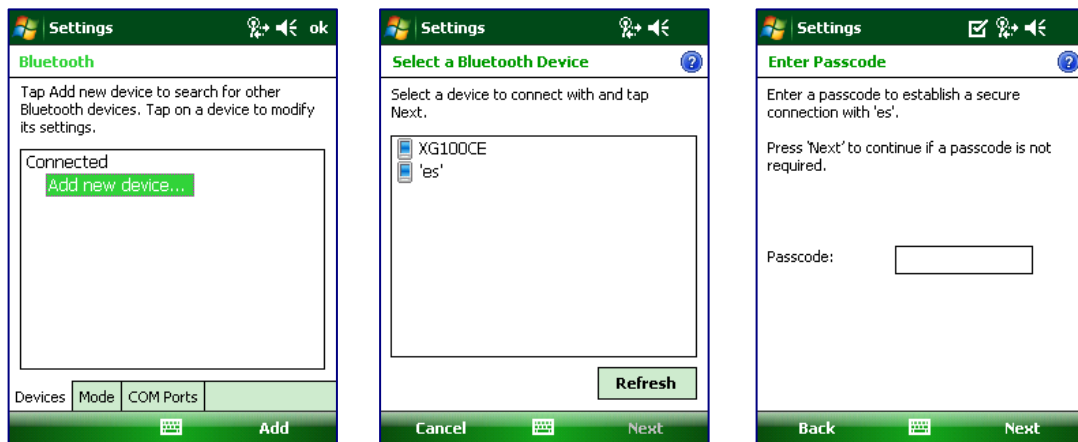 Settings ok
Bluetooth
Tap Add new device to search for other
Bluetooth devices. Tap on a device to modify
its settings.
Connected
Add new device...
Devices Mode COM Ports
Add
Settings
Select a Bluetooth Device ?
Select a device to connect with and tap
Next.
XG100CE
'es'
Refresh
Cancel Next
Settings
Enter Passcode ?
Enter a passcode to establish a secure
connection with 'es'.
Press 'Next' to continue if a passcode is not
required.
Passcode:
Back Next